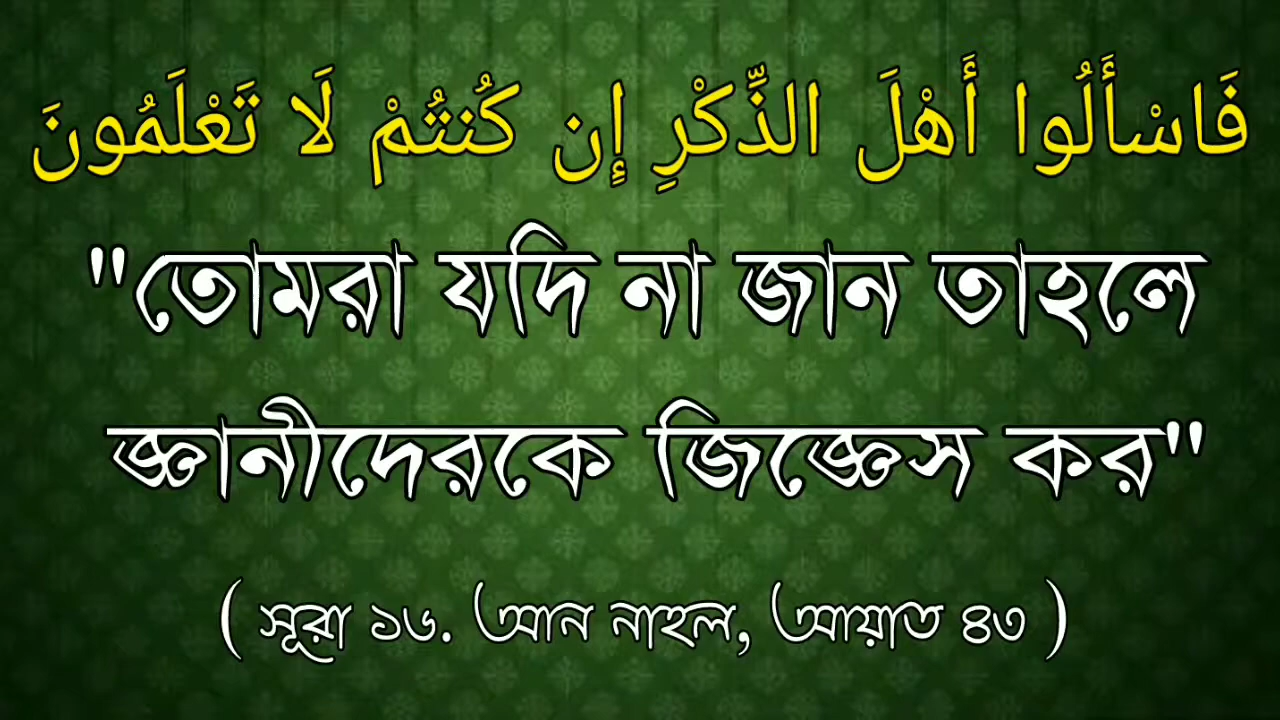 فَاسْأَلُوا أَهْلَ الذِّكْرِ إِن كُنتُمْ لَا تَعْلَمُونَ
"তোমরা যদি না জান তাহলে
জ্ঞানীদেরকে জিজ্ঞেস কর"
( সূরা ১৬. আন নাহল, আয়াত ৪৩ )